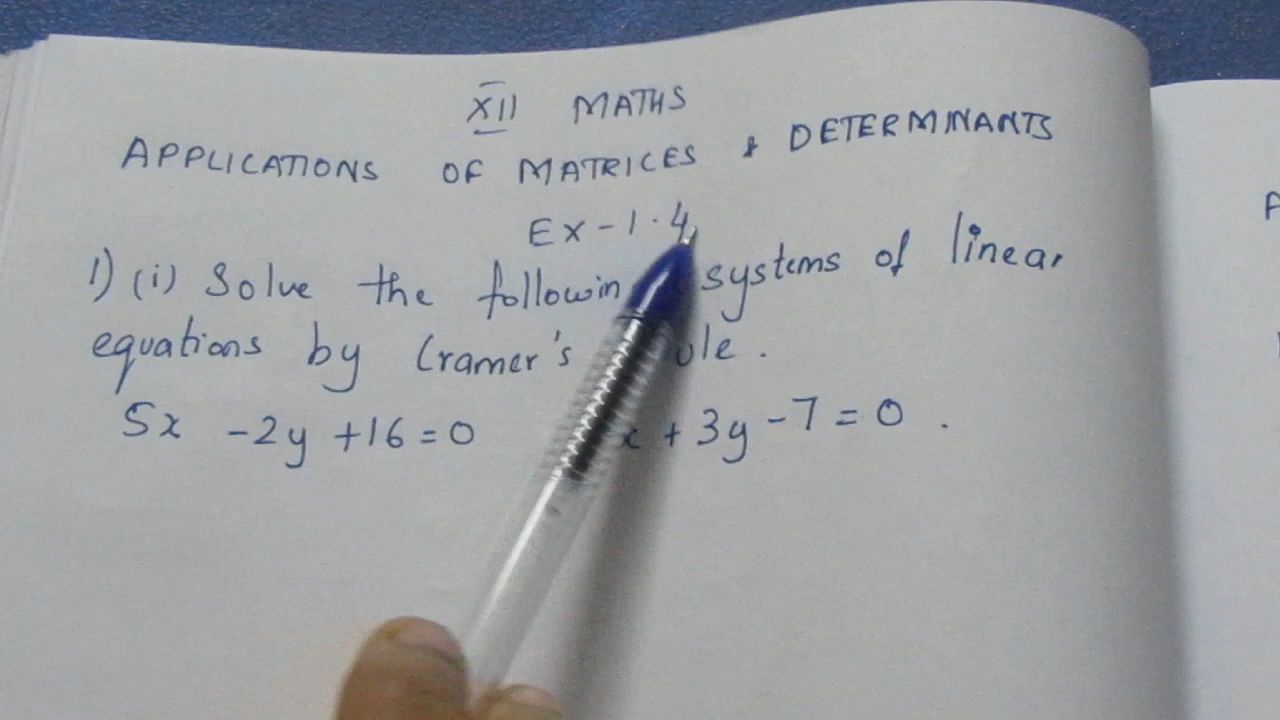 XII MATHS
APPLICATIONS OF MATRICES & DETERMINANTS
Ex-1.4
1) (i) Solve the followin systems of linear
equations by Cramer's ule.
5x -2y +16=0 x + 3y -7 = 0 .